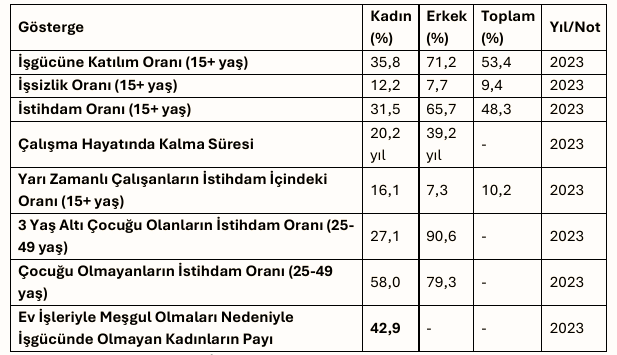 Gösterge Kadın (%) Erkek (%) Toplam (%) Yıl/Not
İşgücüne Katılım Oranı (15+ yaş) 35,8 71,2 53,4 2023
İşsizlik Oranı (15+ yaş) 12,2 7,7 9,4 2023
İstihdam Oranı (15+ yaş) 31,5 65,7 48,3 2023
Çalışma Hayatında Kalma Süresi 20,2 yıl 39,2 yıl - 2023
Yarı Zamanlı Çalışanların İstihdam İçindeki
Oranı (15+ yaş) 16,1 7,3 10,2 2023
3 Yaş Altı Çocuğu Olanların İstihdam Oranı (25-
49 yaş) 27,1 90,6 - 2023
Çocuğu Olmayanların İstihdam Oranı (25-49
yaş) 58,0 79,3 - 2023
Ev İşleriyle Meşgul Olmaları Nedeniyle
İşgücünde Olmayan Kadınların Payı 42,9 - - 2023